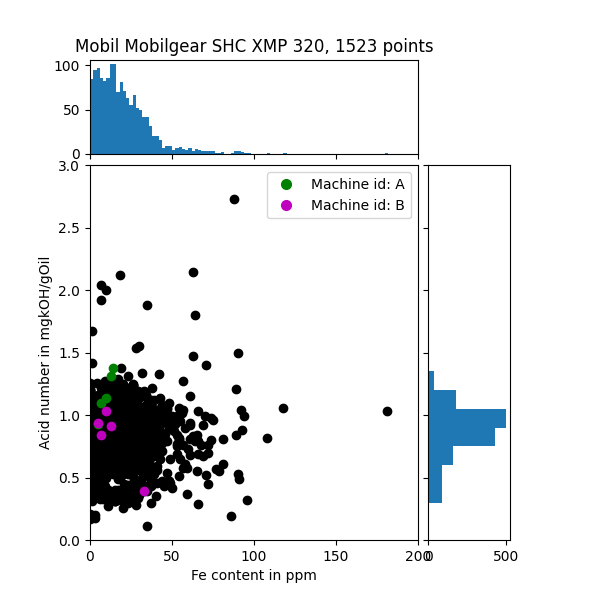 Mobil Mobilgear SHC XMP 320, 1523 points
100
50
0
3.0
2.5
2.0
1.5
1.0
0.5
0.0
Acid number in mgkOH/gOil
Machine id: A
Machine id: B
0 50 100 150 200
0 500
Fe content in ppm